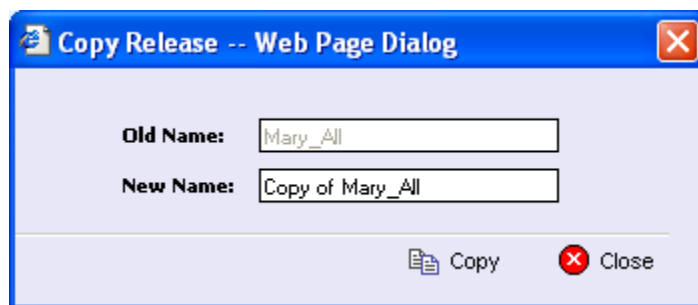 Copy Release -- Web Page Dialog
Old Name: Mary_All
New Name: Copy of Mary_All
Copy Close